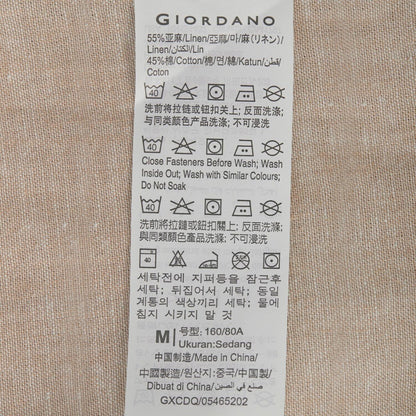 GIORDANO
55%亚麻/Linen/亞麻/마/麻(リネン)/
Linen/الكتان/Lin
45%棉/Cotton/棉/면/綿/Katun/قطن/
Coton
40
洗前将拉链或钮扣关上; 反面洗涤;
与同类颜色产品洗涤; 不可浸洗
40
Close Fasteners Before Wash; Wash
Inside Out; Wash with Similar Colours;
Do Not Soak
40
洗前將拉鏈或鈕扣關上; 反面洗滌;
與同類顏色產品洗滌; 不可浸洗
40
세탁전에 지퍼등을 잠근후
세탁; 뒤집어서 세탁; 동일
계통의 색상끼리 세탁; 물에
침지 시키지 말 것
M 号型:160/80A
Ukuran:Sedang
中国制造/Made in China/
中國製造/원산지:중국/中国製/
Dibuat di China/صنع في الصين
GXCDQ/05465202